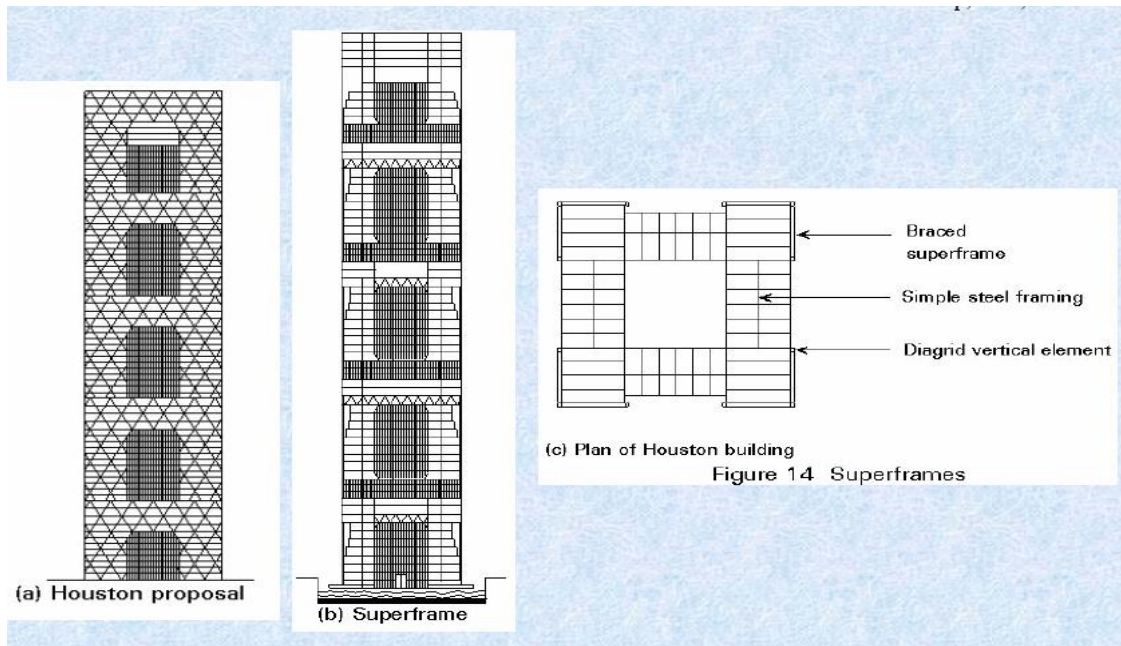 (a) Houston proposal
(b) Superframe
Braced
superframe
Simple steel framing
Diagrid vertical element
(c) Plan of Houston building
Figure 14 Superframes